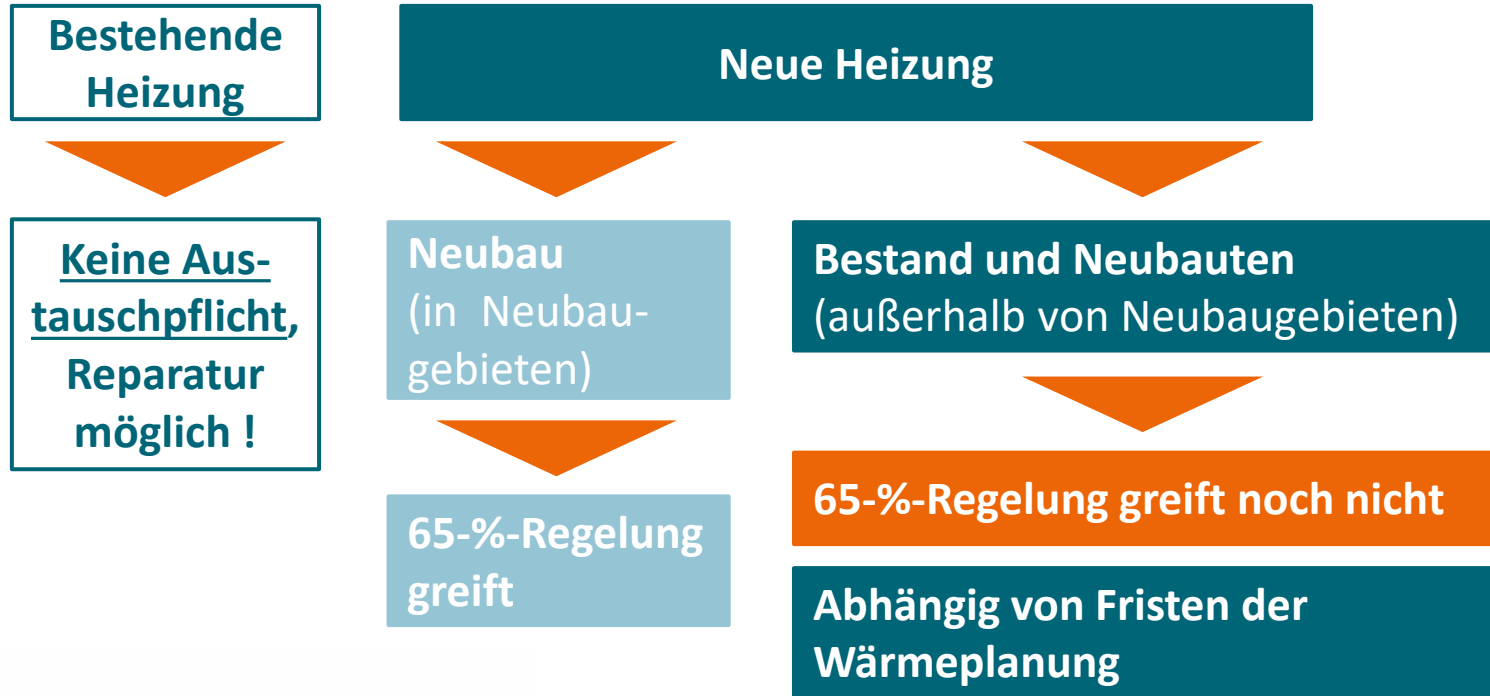 Bestehende
Heizung
Neue Heizung
Keine Aus-
tauschpflicht,
Reparatur
möglich !
Neubau
(in Neubau-
gebieten)
65-%-Regelung
greift
Bestand und Neubauten
(außerhalb von Neubaugebieten)
65-%-Regelung greift noch nicht
Abhängig von Fristen der
Wärmeplanung